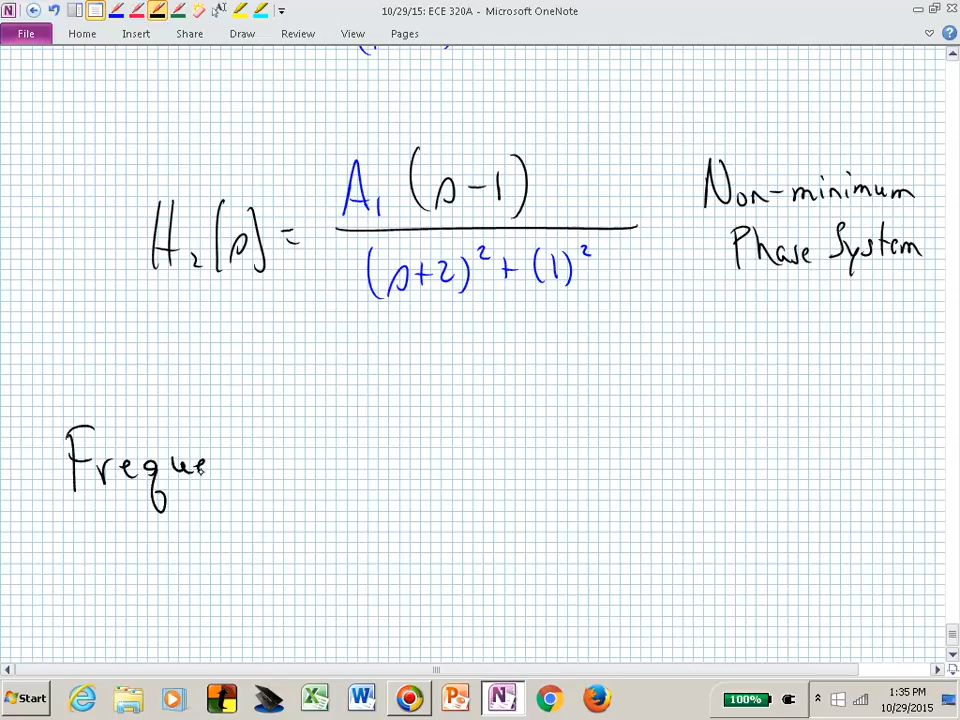 10/29/15: ECE 320A - Microsoft OneNote
File Home Insert Share Draw Review View Pages
H₂(s) = A₁ (s-1) / (s+2)² + (1)²
Non-minimum
Phase System
Freque
Start
100%
1:35 PM
10/29/2015